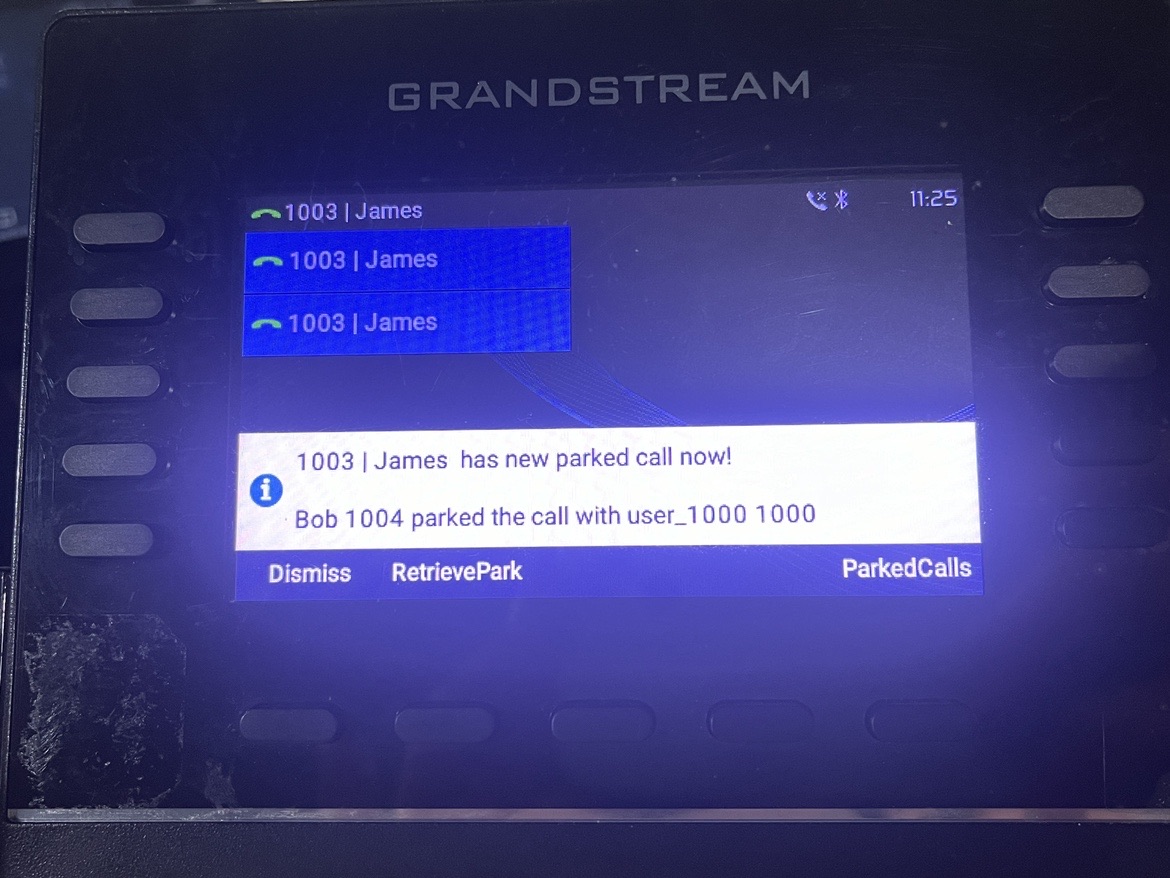 GRANDSTREAM
1003 | James
11:25
1003 | James
1003 | James
1003 | James has new parked call now!
Bob 1004 parked the call with user_1000 1000
Dismiss RetrievePark ParkedCalls